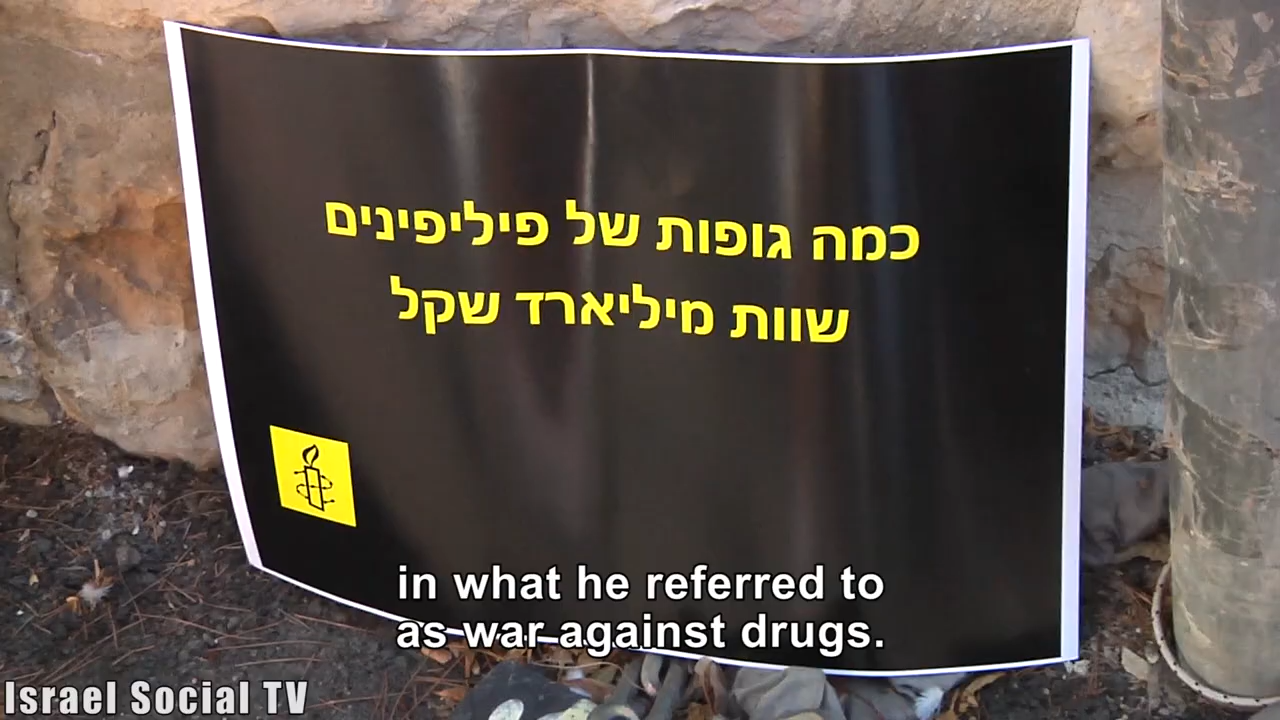 כמה גופות של פיליפינים
שוות מיליארד שקל
in what he referred to
as war against drugs.
Israel Social TV